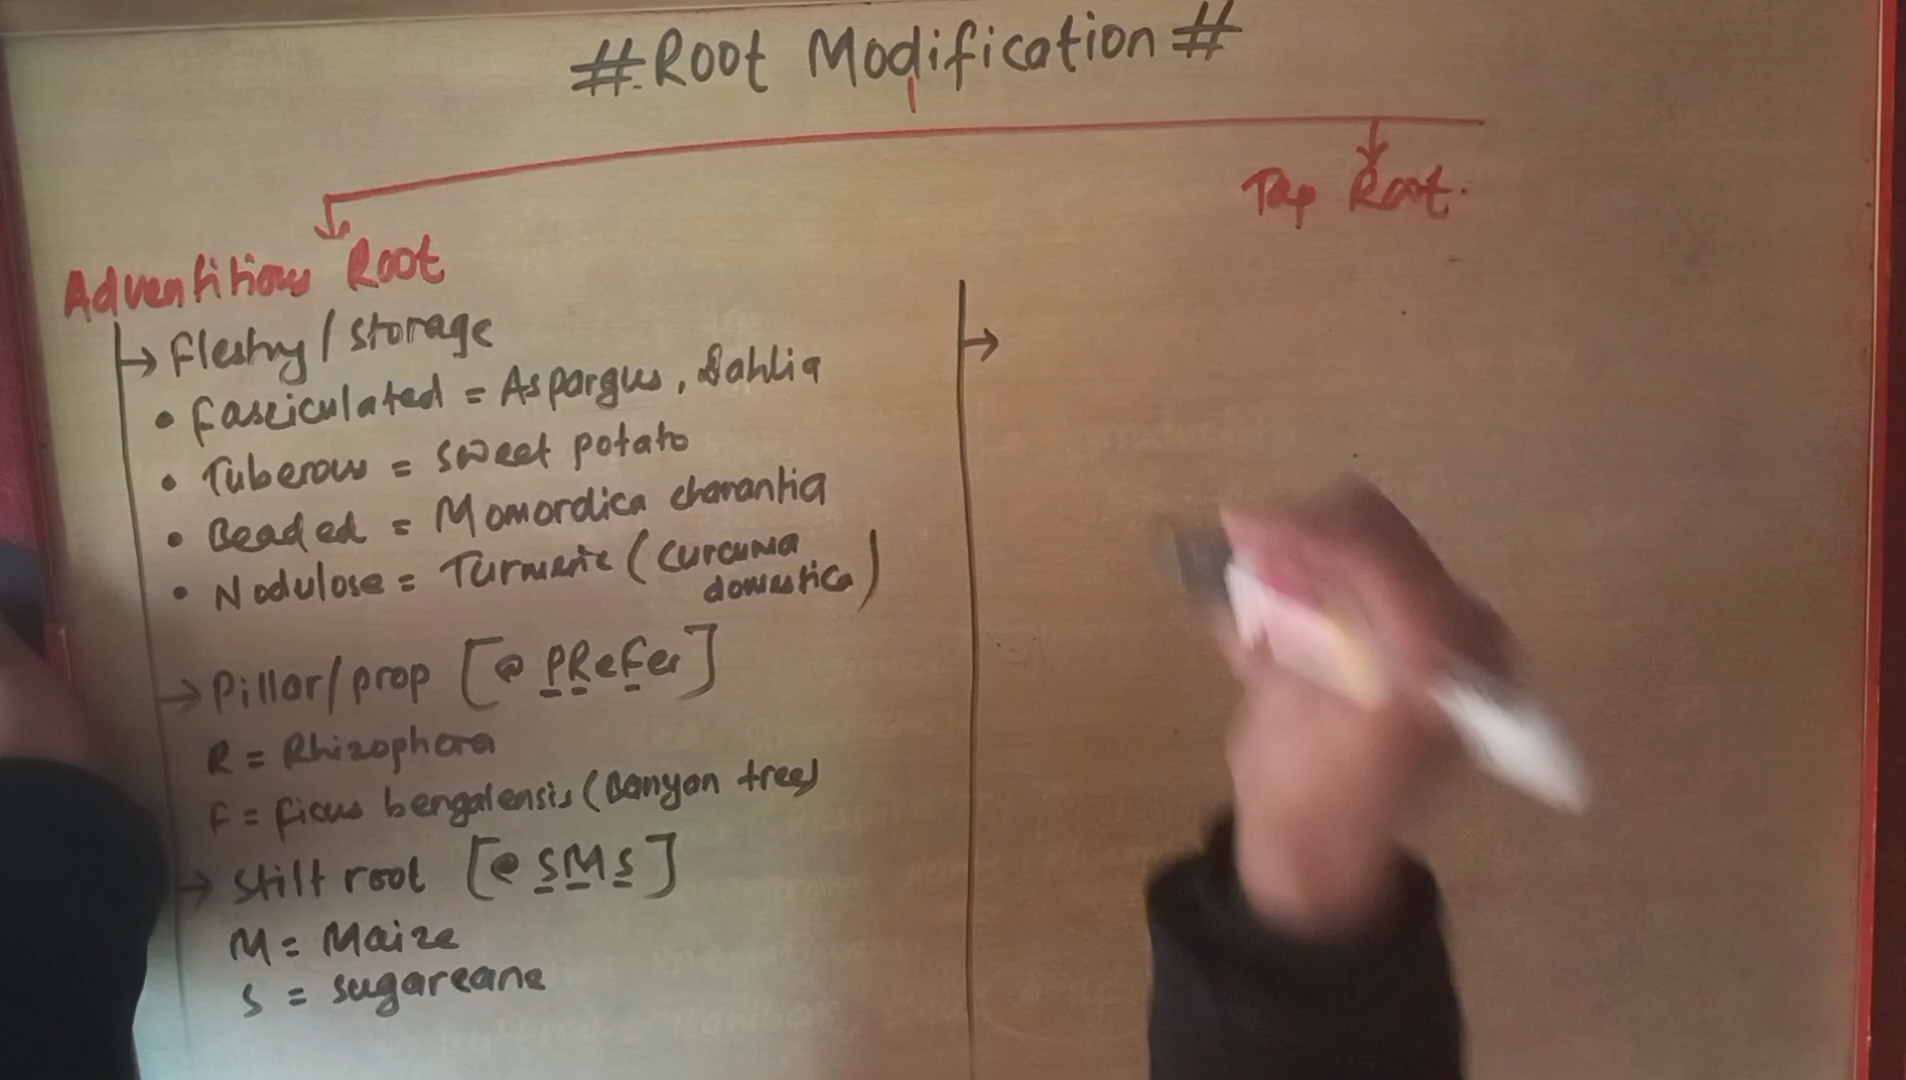 #Root Modification#
Tap Root.
Adventitious Root
→ Fleshy / storage
• Fasciculated = Aspargus, Dahlia
• Tuberous = sweet potato
• Beaded = Momordica charantia
• Nodulose = Turmeric (Curcuma
domestica)
→ Pillar/prop [@ PReFer]
R = Rhizophora
F = ficus bengalensis (Banyan tree)
→ Stilt root [@ SMS]
M = Maize
S = sugarcane
→